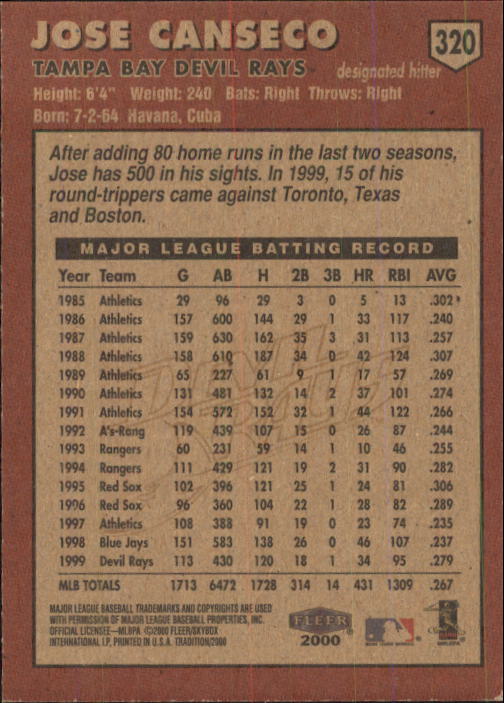 JOSE CANSECO
320
TAMPA BAY DEVIL RAYS designated hitter
Height: 6'4" Weight: 240 Bats: Right Throws: Right
Born: 7-2-64 Havana, Cuba
After adding 80 home runs in the last two seasons,
Jose has 500 in his sights. In 1999, 15 of his
round-trippers came against Toronto, Texas
and Boston.
MAJOR LEAGUE BATTING RECORD
Year Team G AB H 2B 3B HR RBI AVG
1985 Athletics 29 96 29 3 0 5 13 .302
1986 Athletics 157 600 144 29 1 33 117 .240
1987 Athletics 159 630 162 35 3 31 113 .257
1988 Athletics 158 610 187 34 0 42 124 .307
1989 Athletics 65 227 61 9 1 17 57 .269
1990 Athletics 131 481 132 14 2 37 101 .274
1991 Athletics 154 572 152 32 1 44 122 .266
1992 A's-Rang 119 439 107 15 0 26 87 .244
1993 Rangers 60 231 59 14 1 10 46 .255
1994 Rangers 111 429 121 19 2 31 90 .282
1995 Red Sox 102 396 121 25 1 24 81 .306
1996 Red Sox 96 360 104 22 1 28 82 .289
1997 Athletics 108 388 91 19 0 23 74 .235
1998 Blue Jays 151 583 138 26 0 46 107 .237
1999 Devil Rays 113 430 120 18 1 34 95 .279
MLB TOTALS 1713 6472 1728 314 14 431 1309 .267
MAJOR LEAGUE BASEBALL TRADEMARKS AND COPYRIGHTS ARE USED
WITH PERMISSION OF MAJOR LEAGUE BASEBALL PROPERTIES, INC.
OFFICIAL LICENSEE—MLBPA ©2000 FLEER/SKYBOX
INTERNATIONAL L.P. PRINTED IN U.S.A. TRADITION/2000
FLEER
2000